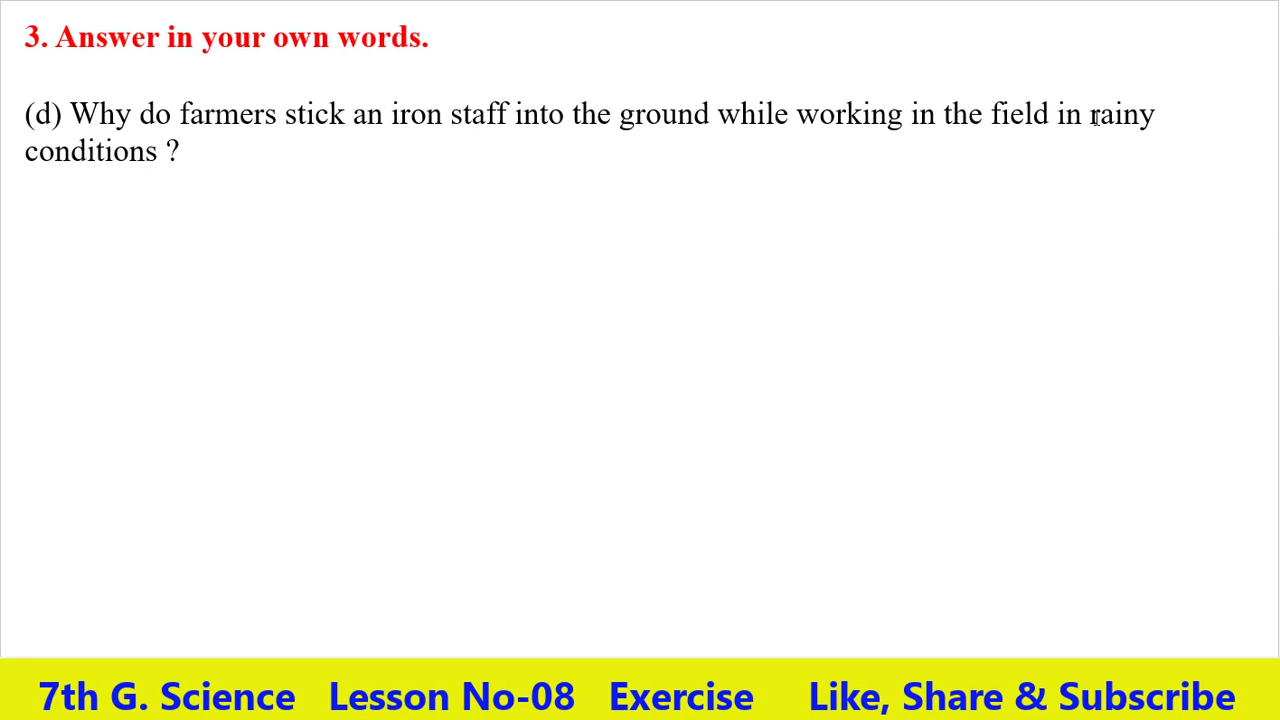 3. Answer in your own words.
(d) Why do farmers stick an iron staff into the ground while working in the field in rainy
conditions ?
7th G. Science Lesson No-08 Exercise Like, Share & Subscribe